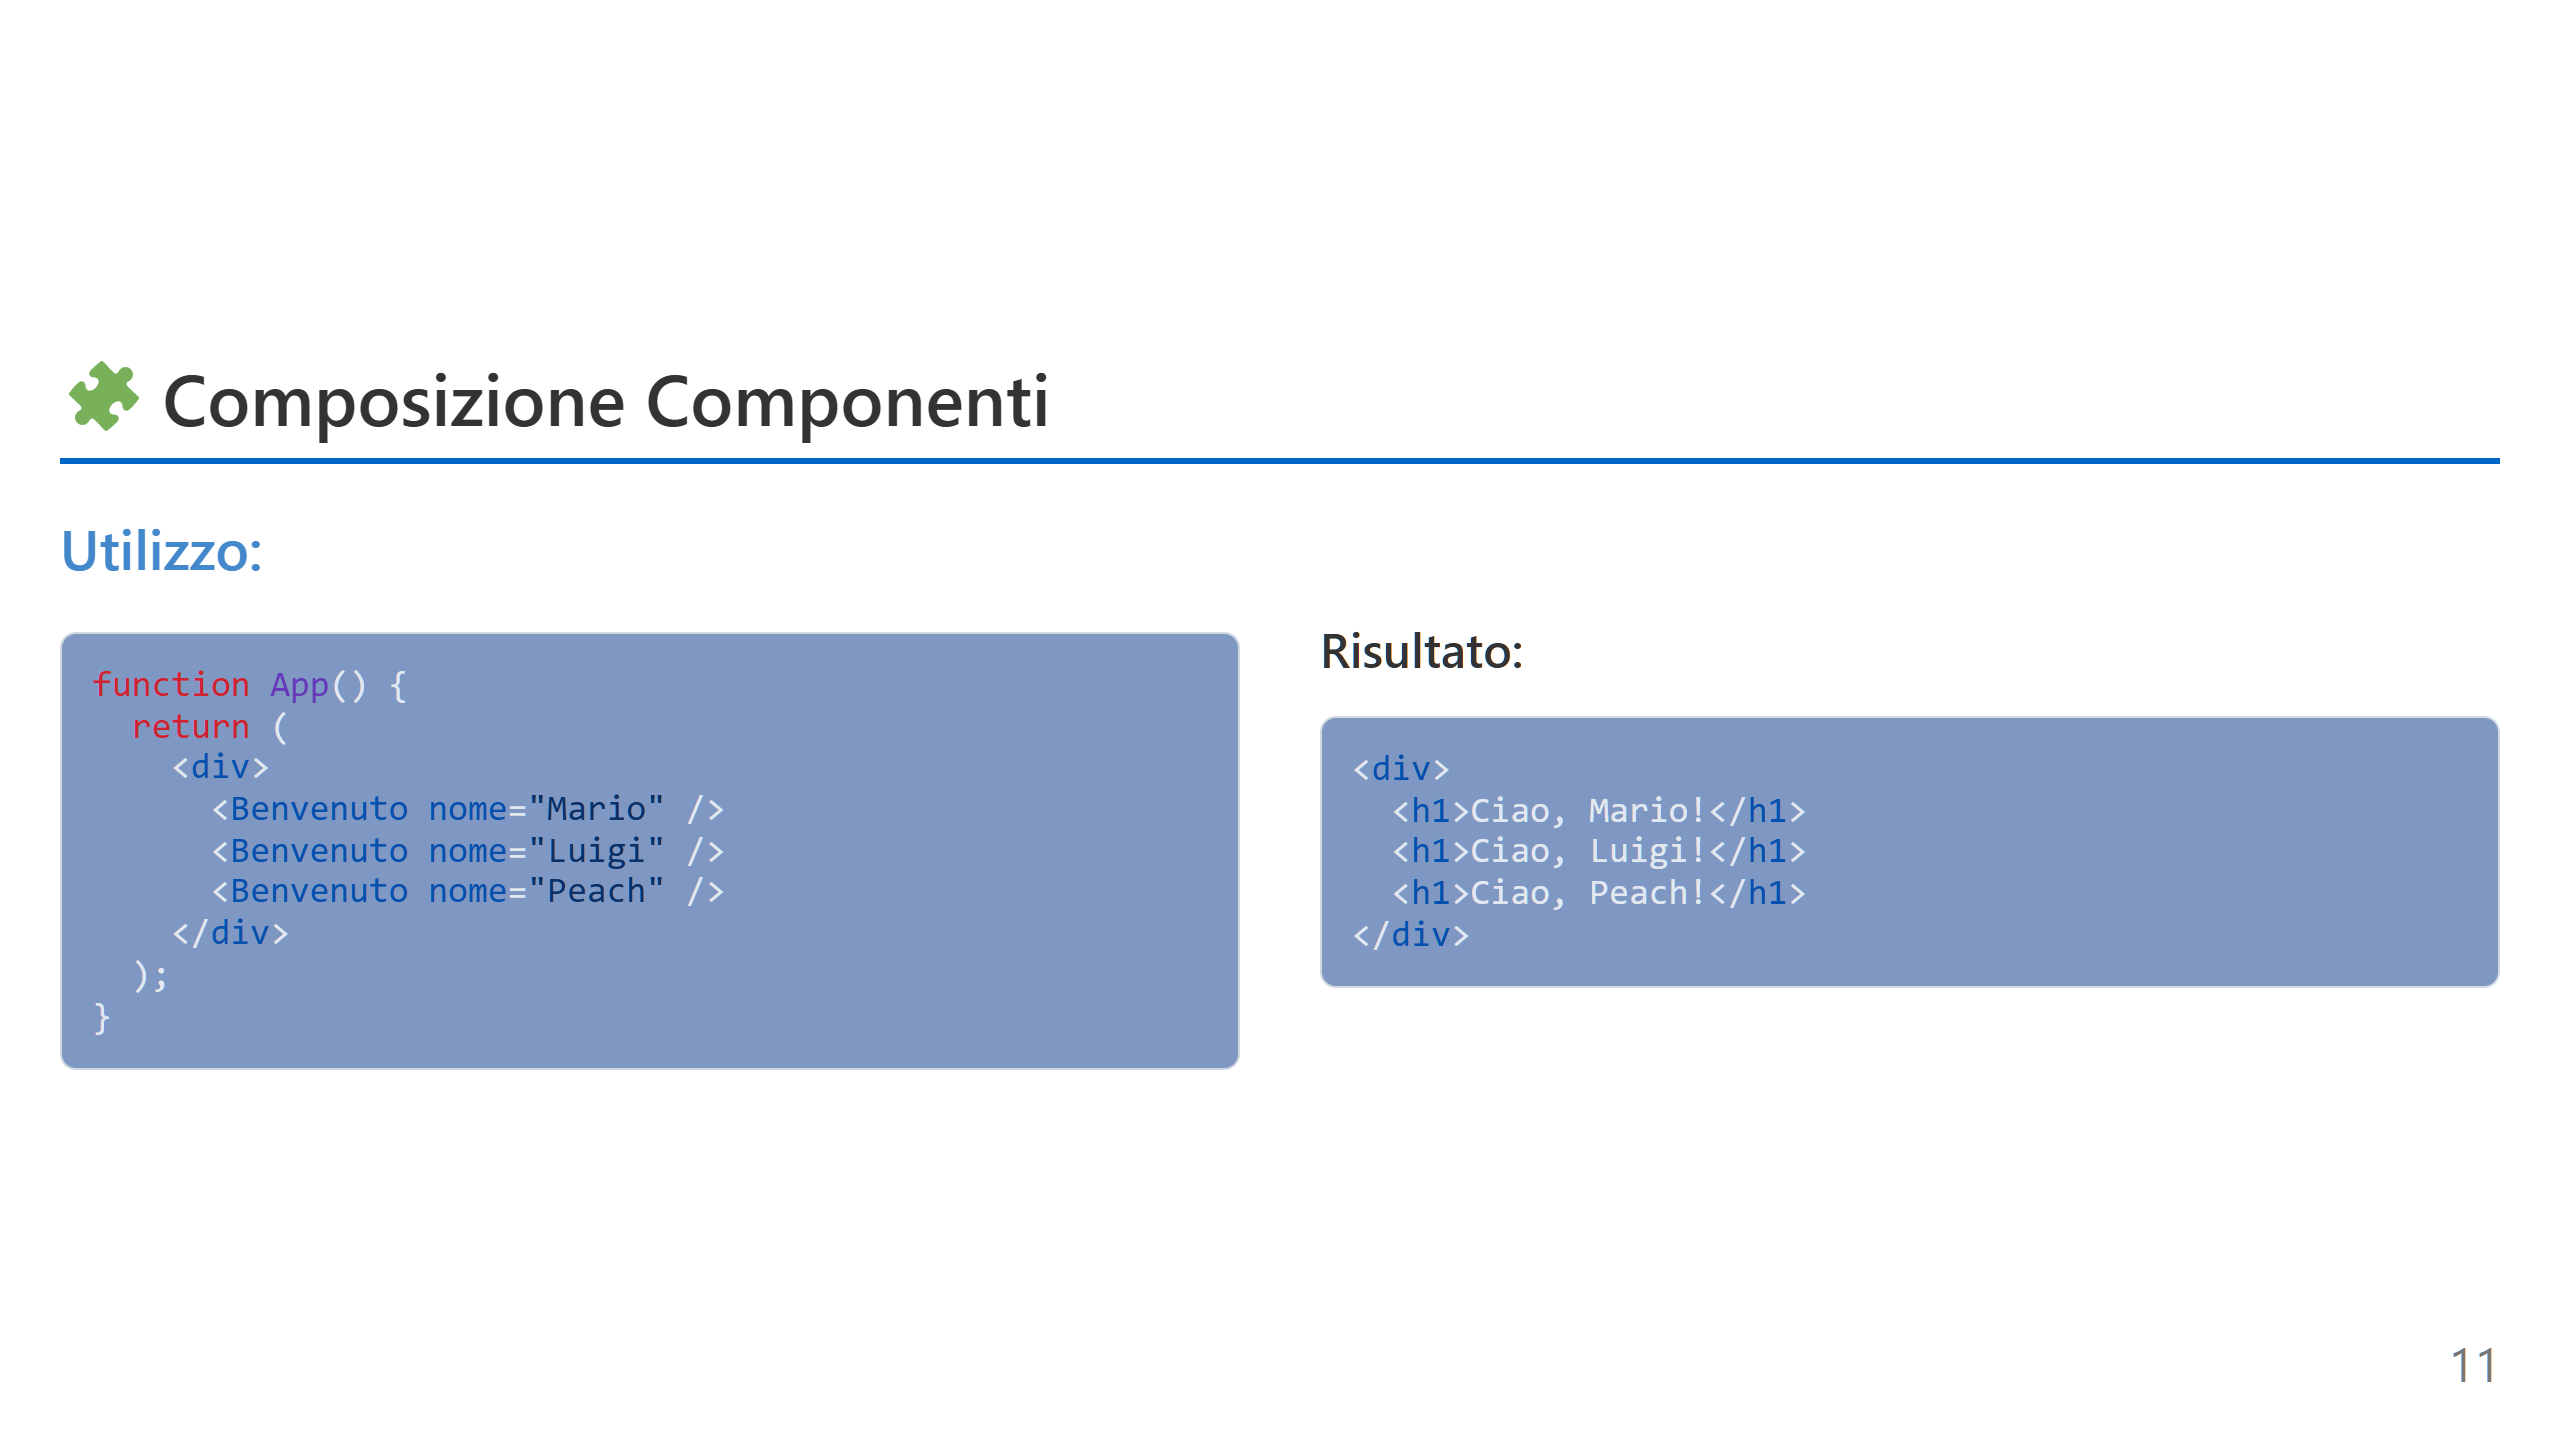 Composizione Componenti
Utilizzo:
function App() {
  return (
    <div>
      <Benvenuto nome="Mario" />
      <Benvenuto nome="Luigi" />
      <Benvenuto nome="Peach" />
    </div>
  );
}
Risultato:
<div>
  <h1>Ciao, Mario!</h1>
  <h1>Ciao, Luigi!</h1>
  <h1>Ciao, Peach!</h1>
</div>
11